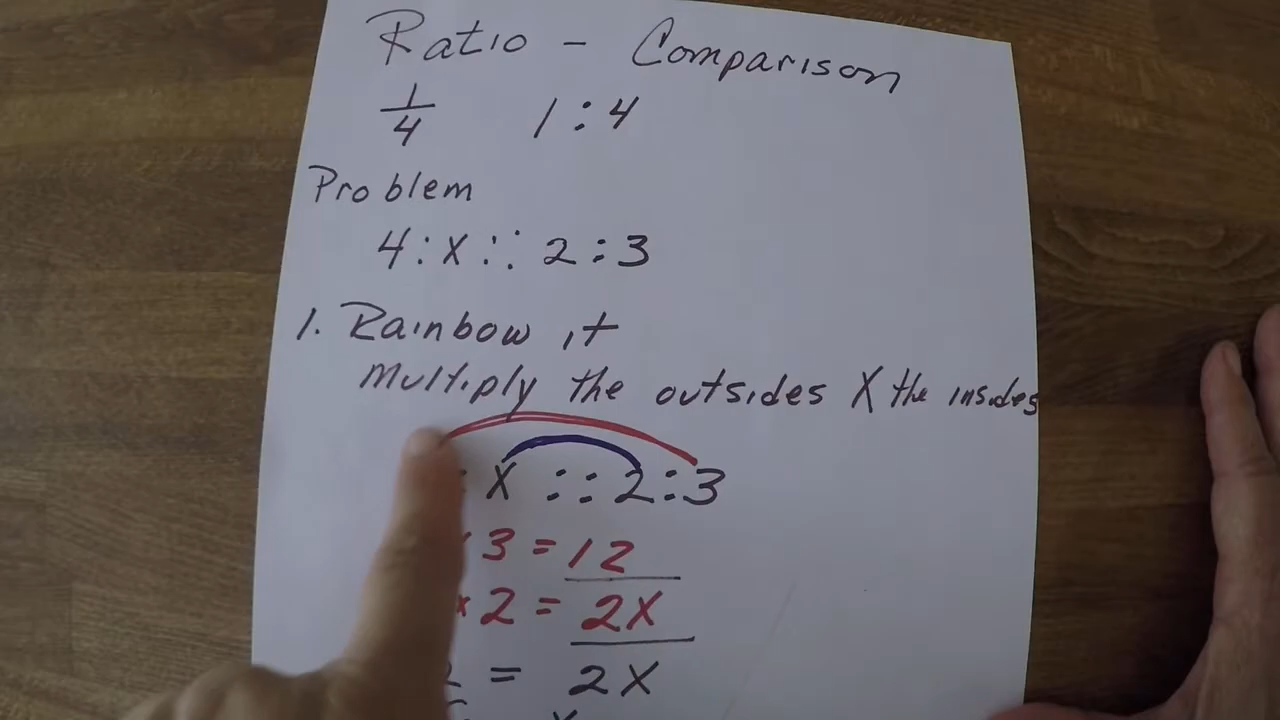 Ratio - Comparison
1/4 1:4
Problem
4:X::2:3
1. Rainbow it
Multiply the outsides X the insides
: X :: 2:3
3 = 12
x 2 = 2X
= 2X